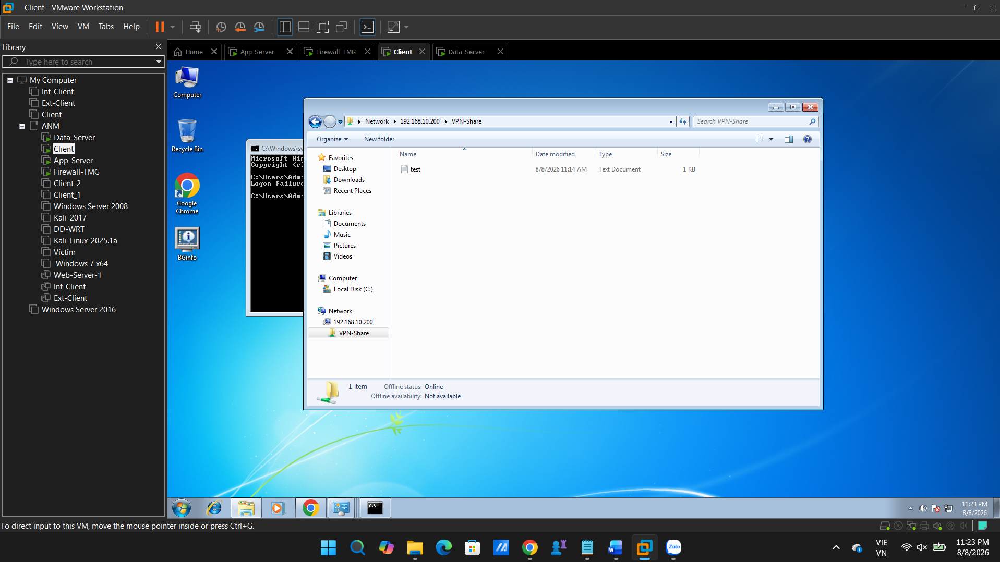 Client - VMware Workstation
File Edit View VM Tabs Help
Library
Type here to search
My Computer
Int-Client
Ext-Client
Client
ANM
Data-Server
Client
App-Server
Firewall-TMG
Client_2
Client_1
Windows Server 2008
Kali-2017
DD-WRT
Kali-Linux-2025.1a
Victim
Windows 7 x64
Web-Server-1
Int-Client
Ext-Client
Windows Server 2016
Home App-Server Firewall-TMG Client Data-Server
Computer
Recycle Bin
Google
Chrome
BGinfo
C:\Windows\sy
Microsoft Win
Copyright (c)
C:\Users\Admi
Logon failure
C:\Users\Admi
Network 192.168.10.200 VPN-Share
Search VPN-Share
Organize New folder
Favorites
Desktop
Downloads
Recent Places
Libraries
Documents
Music
Pictures
Videos
Computer
Local Disk (C:)
Network
192.168.10.200
VPN-Share
Name Date modified Type Size
test 8/8/2026 11:14 AM Text Document 1 KB
1 item Offline status: Online
Offline availability: Not available
C:\_
11:23 PM
8/8/2026
To direct input to this VM, move the mouse pointer inside or press Ctrl+G.
Zalo
VIE
VN
11:23 PM
8/8/2026